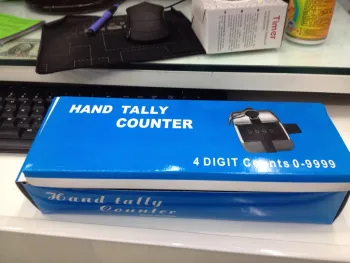 Timer
HAND TALLY
COUNTER
4 DIGIT Counts 0-9999
Hand tally
Counter